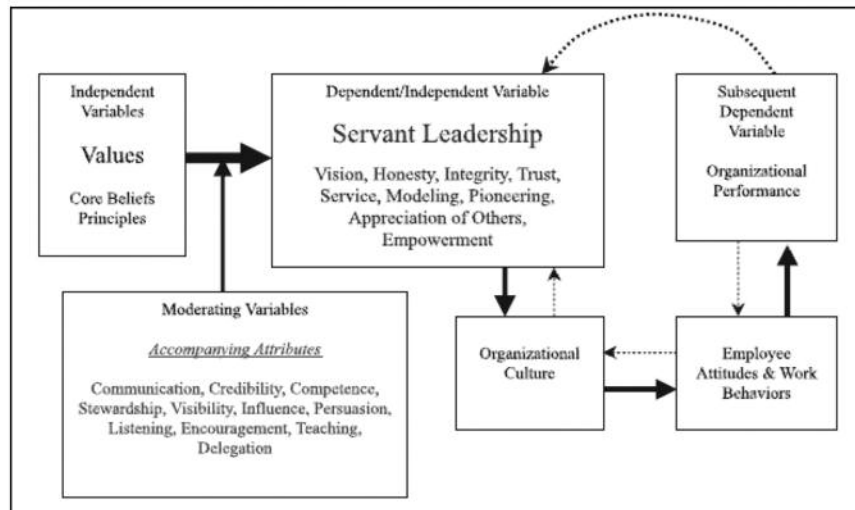 Independent
Variables
Values
Core Beliefs
Principles
Dependent/Independent Variable
Servant Leadership
Vision, Honesty, Integrity, Trust,
Service, Modeling, Pioneering,
Appreciation of Others,
Empowerment
Subsequent
Dependent
Variable
Organizational
Performance
Moderating Variables
Accompanying Attributes
Communication, Credibility, Competence,
Stewardship, Visibility, Influence, Persuasion,
Listening, Encouragement, Teaching,
Delegation
Organizational
Culture
Employee
Attitudes & Work
Behaviors